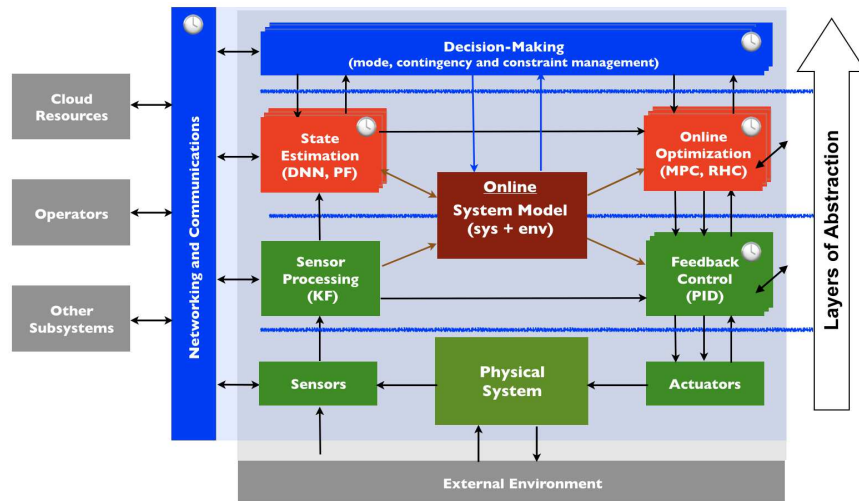 Decision-Making
(mode, contingency and constraint management)
Cloud
Resources
Operators
Other
Subsystems
Networking and Communications
State
Estimation
(DNN, PF)
Online
System Model
(sys + env)
Online
Optimization
(MPC, RHC)
Sensor
Processing
(KF)
Feedback
Control
(PID)
Sensors
Physical
System
Actuators
External Environment
Layers of Abstraction